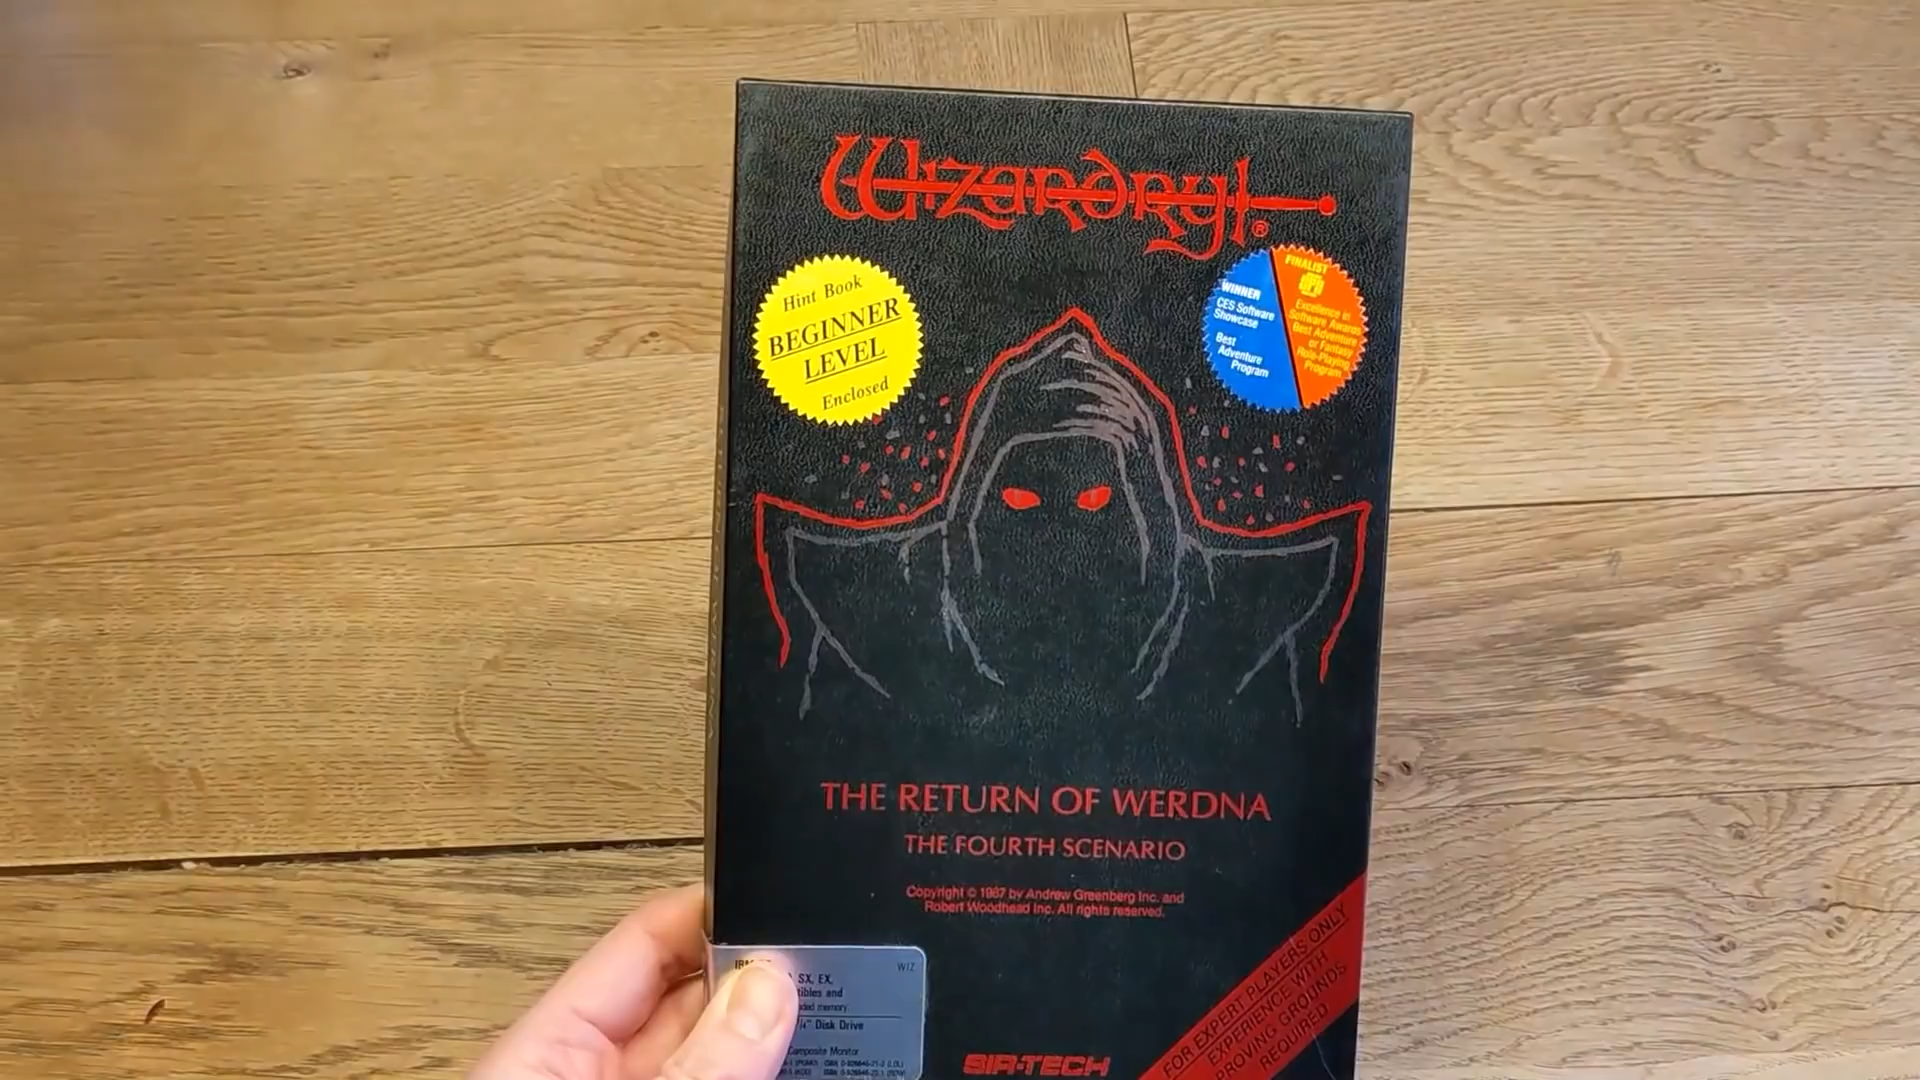 Wizardry®
Hint Book
BEGINNER
LEVEL
Enclosed
WINNER
CES Software
Showcase
Best
Adventure
Program
FINALIST
Excellence in
Software Awards
Best Adventure
or Fantasy
Role-Playing
Program
THE RETURN OF WERDNA
THE FOURTH SCENARIO
Copyright © 1987 by Andrew Greenberg Inc. and
Robert Woodhead Inc. All rights reserved.
WIZ
SX, EX,
and
memory
Disk Drive
Composite Monitor
SIR-TECH
FOR EXPERT PLAYERS ONLY
EXPERIENCE WITH
PROVING GROUNDS
REQUIRED